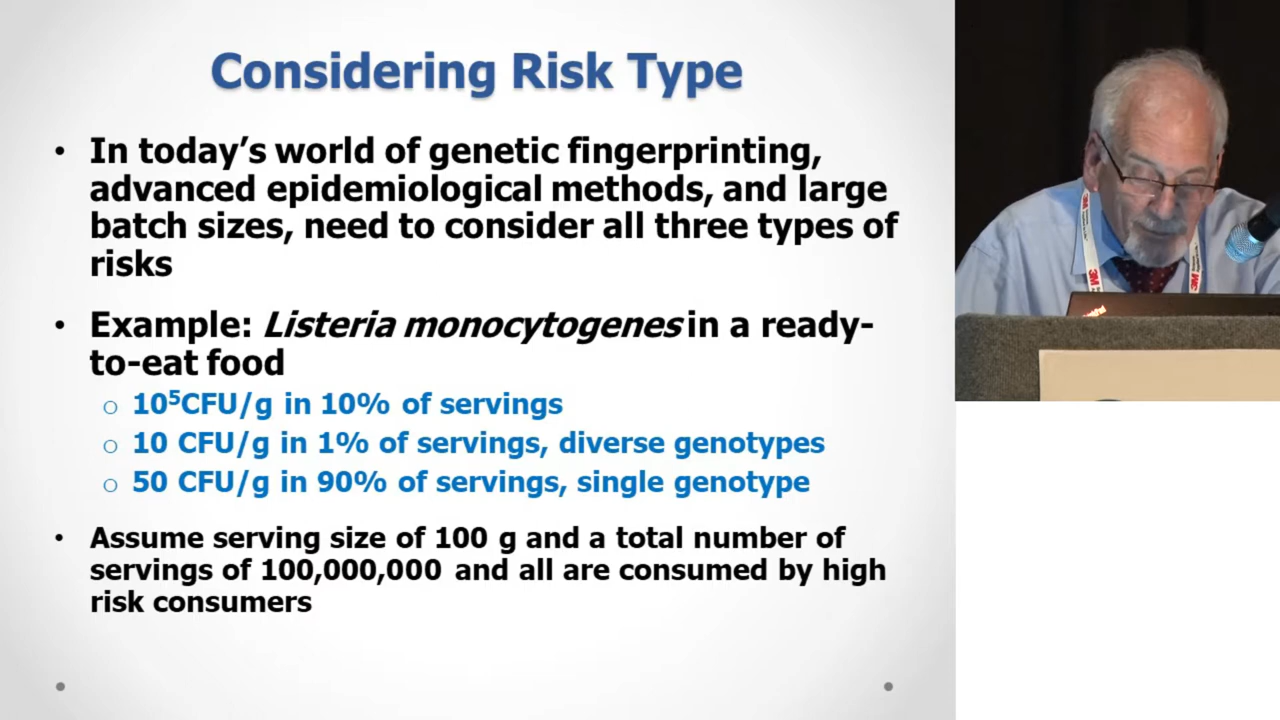 Considering Risk Type
• In today's world of genetic fingerprinting,
advanced epidemiological methods, and large
batch sizes, need to consider all three types of
risks
• Example: Listeria monocytogenes in a ready-
to-eat food
o 10⁵CFU/g in 10% of servings
o 10 CFU/g in 1% of servings, diverse genotypes
o 50 CFU/g in 90% of servings, single genotype
• Assume serving size of 100 g and a total number of
servings of 100,000,000 and all are consumed by high
risk consumers
3M
3M